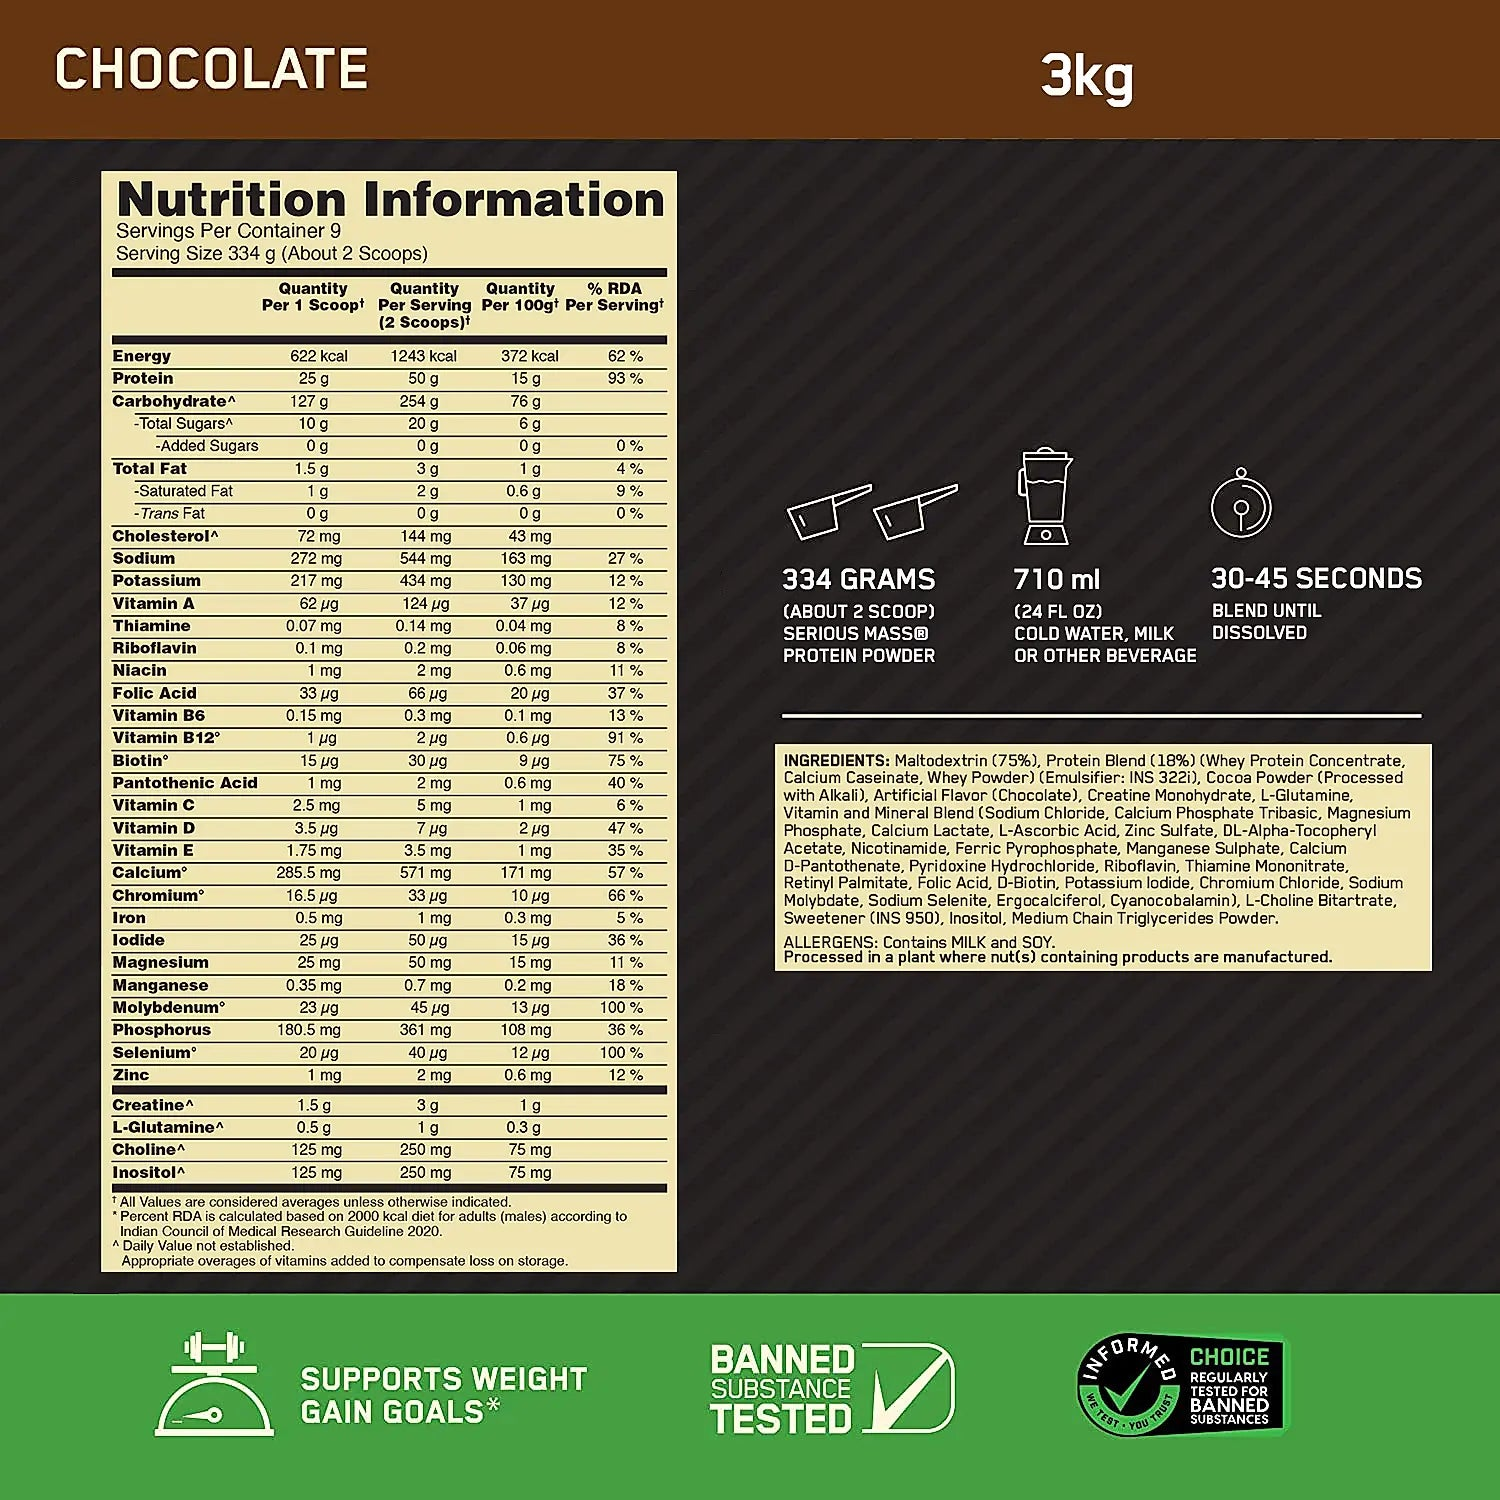 CHOCOLATE
3kg
Nutrition Information
Servings Per Container 9
Serving Size 334 g (About 2 Scoops)
Quantity Per 1 Scoop† Quantity Per Serving (2 Scoops)† Quantity Per 100g† % RDA Per Serving†
Energy 622 kcal 1243 kcal 372 kcal 62 %
Protein 25 g 50 g 15 g 93 %
Carbohydrate^ 127 g 254 g 76 g
-Total Sugars^ 10 g 20 g 6 g
-Added Sugars 0 g 0 g 0 g 0 %
Total Fat 1.5 g 3 g 1 g 4 %
-Saturated Fat 1 g 2 g 0.6 g 9 %
-Trans Fat 0 g 0 g 0 g 0 %
Cholesterol^ 72 mg 144 mg 43 mg
Sodium 272 mg 544 mg 163 mg 27 %
Potassium 217 mg 434 mg 130 mg 12 %
Vitamin A 62 µg 124 µg 37 µg 12 %
Thiamine 0.07 mg 0.14 mg 0.04 mg 8 %
Riboflavin 0.1 mg 0.2 mg 0.06 mg 8 %
Niacin 1 mg 2 mg 0.6 mg 11 %
Folic Acid 33 µg 66 µg 20 µg 37 %
Vitamin B6 0.15 mg 0.3 mg 0.1 mg 13 %
Vitamin B12° 1 µg 2 µg 0.6 µg 91 %
Biotin° 15 µg 30 µg 9 µg 75 %
Pantothenic Acid 1 mg 2 mg 0.6 mg 40 %
Vitamin C 2.5 mg 5 mg 1 mg 6 %
Vitamin D 3.5 µg 7 µg 2 µg 47 %
Vitamin E 1.75 mg 3.5 mg 1 mg 35 %
Calcium° 285.5 mg 571 mg 171 mg 57 %
Chromium° 16.5 µg 33 µg 10 µg 66 %
Iron 0.5 mg 1 mg 0.3 mg 5 %
Iodide 25 µg 50 µg 15 µg 36 %
Magnesium 25 mg 50 mg 15 mg 11 %
Manganese 0.35 mg 0.7 mg 0.2 mg 18 %
Molybdenum° 23 µg 45 µg 13 µg 100 %
Phosphorus 180.5 mg 361 mg 108 mg 36 %
Selenium° 20 µg 40 µg 12 µg 100 %
Zinc 1 mg 2 mg 0.6 mg 12 %
Creatine^ 1.5 g 3 g 1 g
L-Glutamine^ 0.5 g 1 g 0.3 g
Choline^ 125 mg 250 mg 75 mg
Inositol^ 125 mg 250 mg 75 mg
† All Values are considered averages unless otherwise indicated.
* Percent RDA is calculated based on 2000 kcal diet for adults (males) according to
Indian Council of Medical Research Guideline 2020.
^ Daily Value not established.
Appropriate overages of vitamins added to compensate loss on storage.
334 GRAMS
(ABOUT 2 SCOOP)
SERIOUS MASS®
PROTEIN POWDER
710 ml
(24 FL OZ)
COLD WATER, MILK
OR OTHER BEVERAGE
30-45 SECONDS
BLEND UNTIL
DISSOLVED
INGREDIENTS: Maltodextrin (75%), Protein Blend (18%) (Whey Protein Concentrate,
Calcium Caseinate, Whey Powder) (Emulsifier: INS 322i), Cocoa Powder (Processed
with Alkali), Artificial Flavor (Chocolate), Creatine Monohydrate, L-Glutamine,
Vitamin and Mineral Blend (Sodium Chloride, Calcium Phosphate Tribasic, Magnesium
Phosphate, Calcium Lactate, L-Ascorbic Acid, Zinc Sulfate, DL-Alpha-Tocopheryl
Acetate, Nicotinamide, Ferric Pyrophosphate, Manganese Sulphate, Calcium
D-Pantothenate, Pyridoxine Hydrochloride, Riboflavin, Thiamine Mononitrate,
Retinyl Palmitate, Folic Acid, D-Biotin, Potassium Iodide, Chromium Chloride, Sodium
Molybdate, Sodium Selenite, Ergocalciferol, Cyanocobalamin), L-Choline Bitartrate,
Sweetener (INS 950), Inositol, Medium Chain Triglycerides Powder.
ALLERGENS: Contains MILK and SOY.
Processed in a plant where nut(s) containing products are manufactured.
SUPPORTS WEIGHT
GAIN GOALS*
BANNED
SUBSTANCE
TESTED
INFORMED
WE TEST · YOU TRUST
CHOICE
REGULARLY
TESTED FOR
BANNED
SUBSTANCES